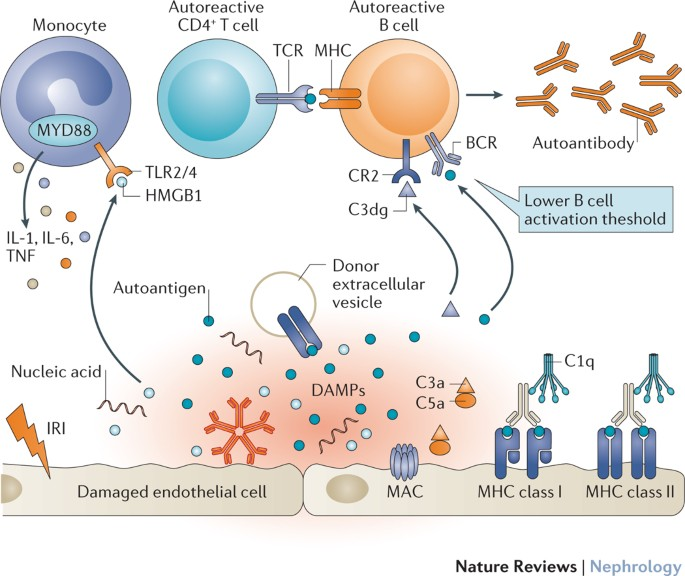 Monocyte
Autoreactive
CD4⁺ T cell
Autoreactive
B cell
TCR
MHC
MYD88
Autoantibody
BCR
TLR2/4
HMGB1
CR2
C3dg
Lower B cell
activation theshold
IL-1, IL-6,
TNF
Donor
extracellular
vesicle
Autoantigen
Nucleic acid
DAMPs
C3a
C5a
C1q
IRI
Damaged endothelial cell
MAC
MHC class I
MHC class II
Nature Reviews | Nephrology